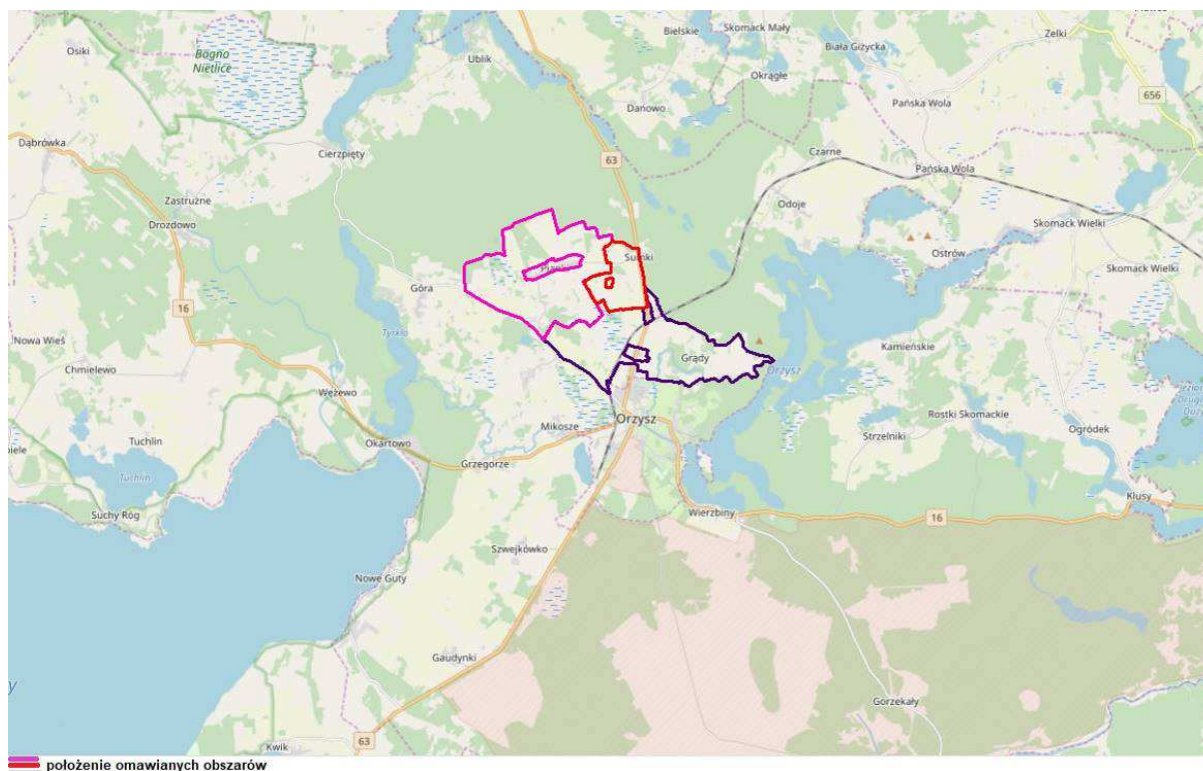 Bielskie
Skomack Mały
Osiki
Zelki
Biała Giżycka
Bagno
Nietlice
Ublik
Okrągłe
656
Pańska Wola
Danowo
Dąbrówka
Cierzpięty
63
Czarne
Pańska Wola
Zastrużne
Odoje
Drozdowo
Skomack Wielki
Ostrów
Sumki
Skomack Wielki
Góra
16
Tyrkło
Nowa Wieś
Kamieńskie
Grądy
Orzysz
Chmielewo
Wężewo
Rostki Skomackie
Orzysz
Mikosze
Ogródek
Tuchlin
Okartowo
Strzelniki
Grzegorze
Tuchlin
Klusy
Suchy Róg
Wierzbiny
16
Szwejkówko
Nowe Guty
Gaudynki
Gorzekały
63
Kwik
położenie omawianych obszarów